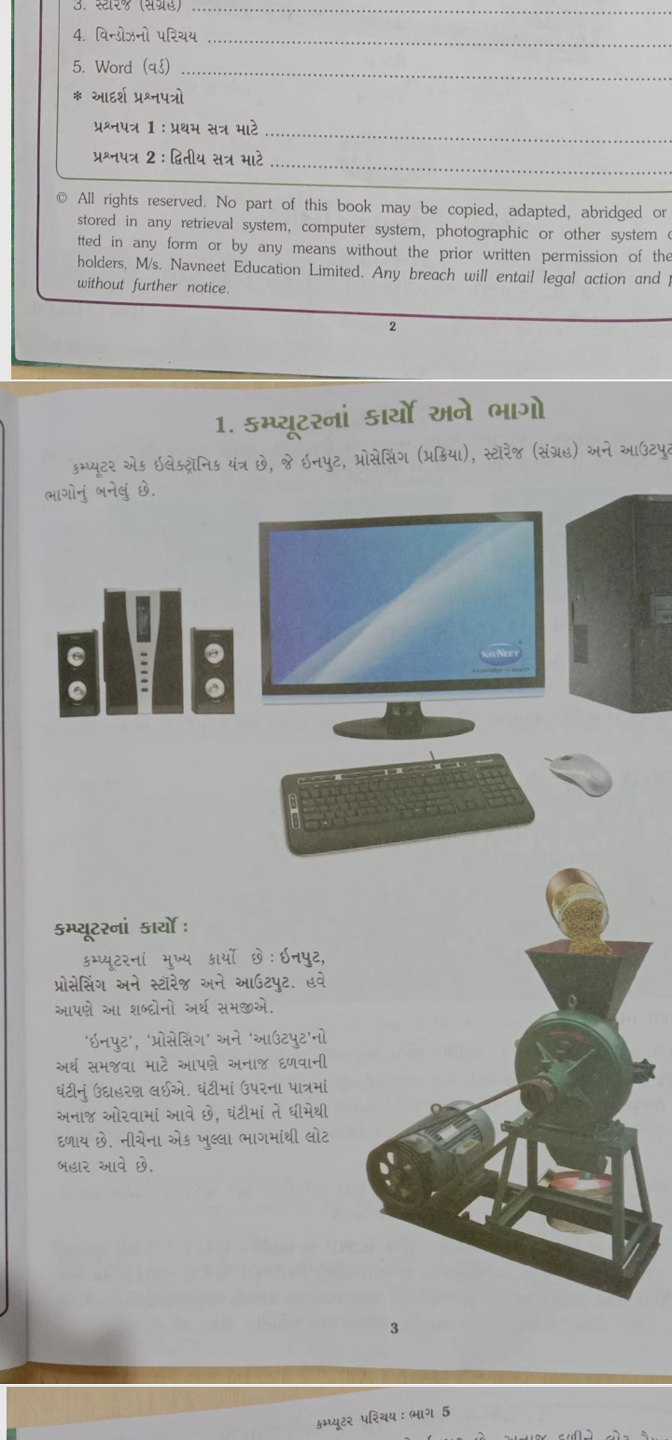 3. સ્ટોરેજ (સંગ્રહ)
4. વિન્ડોઝનો પરિચય
5. Word (વર્ડ)
* આદર્શ પ્રશ્નપત્રો
પ્રશ્નપત્ર 1 : પ્રથમ સત્ર માટે
પ્રશ્નપત્ર 2 : દ્વિતીય સત્ર માટે
© All rights reserved. No part of this book may be copied, adapted, abridged or
stored in any retrieval system, computer system, photographic or other system
tted in any form or by any means without the prior written permission of the
holders, M/s. Navneet Education Limited. Any breach will entail legal action and
without further notice.
2
1. કમ્પ્યૂટરનાં કાર્યો અને ભાગો
કમ્પ્યૂટર એક ઇલેક્ટ્રૉનિક યંત્ર છે, જે ઇનપુટ, પ્રોસેસિંગ (પ્રક્રિયા), સ્ટૉરેજ (સંગ્રહ) અને આઉટપુટ
ભાગોનું બનેલું છે.
NAVNEET
કમ્પ્યૂટરનાં કાર્યો :
કમ્પ્યૂટરનાં મુખ્ય કાર્યો છે : ઇનપુટ,
પ્રોસેસિંગ અને સ્ટૉરેજ અને આઉટપુટ. હવે
આપણે આ શબ્દોનો અર્થ સમજીએ.
'ઇનપુટ', 'પ્રોસેસિંગ' અને 'આઉટપુટ'નો
અર્થ સમજવા માટે આપણે અનાજ દળવાની
ઘંટીનું ઉદાહરણ લઈએ. ઘંટીમાં ઉપરના પાત્રમાં
અનાજ ઓરવામાં આવે છે, ઘંટીમાં તે ધીમેથી
દળાય છે. નીચેના એક ખુલ્લા ભાગમાંથી લોટ
બહાર આવે છે.
3
કમ્પ્યૂટર પરિચય : ભાગ 5